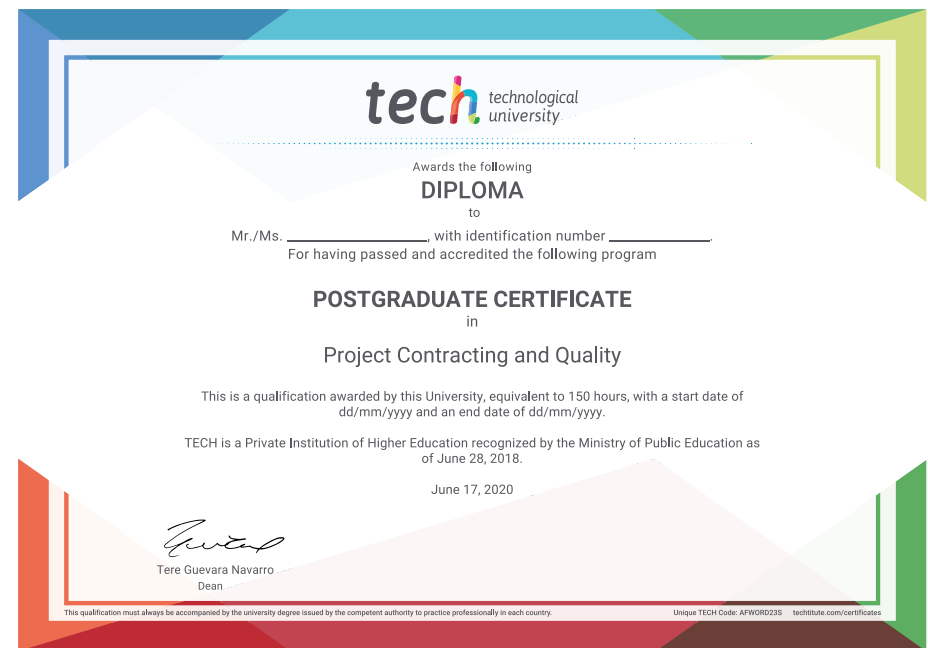 tech technological
university
Awards the following
DIPLOMA
to
Mr./Ms. ____________________, with identification number ______________.
For having passed and accredited the following program
POSTGRADUATE CERTIFICATE
in
Project Contracting and Quality
This is a qualification awarded by this University, equivalent to 150 hours, with a start date of
dd/mm/yyyy and an end date of dd/mm/yyyy.
TECH is a Private Institution of Higher Education recognized by the Ministry of Public Education as
of June 28, 2018.
June 17, 2020
Tere Guevara Navarro
Dean
This qualification must always be accompanied by the university degree issued by the competent authority to practice professionally in each country.
Unique TECH Code: AFWORD23S techtitute.com/certificates